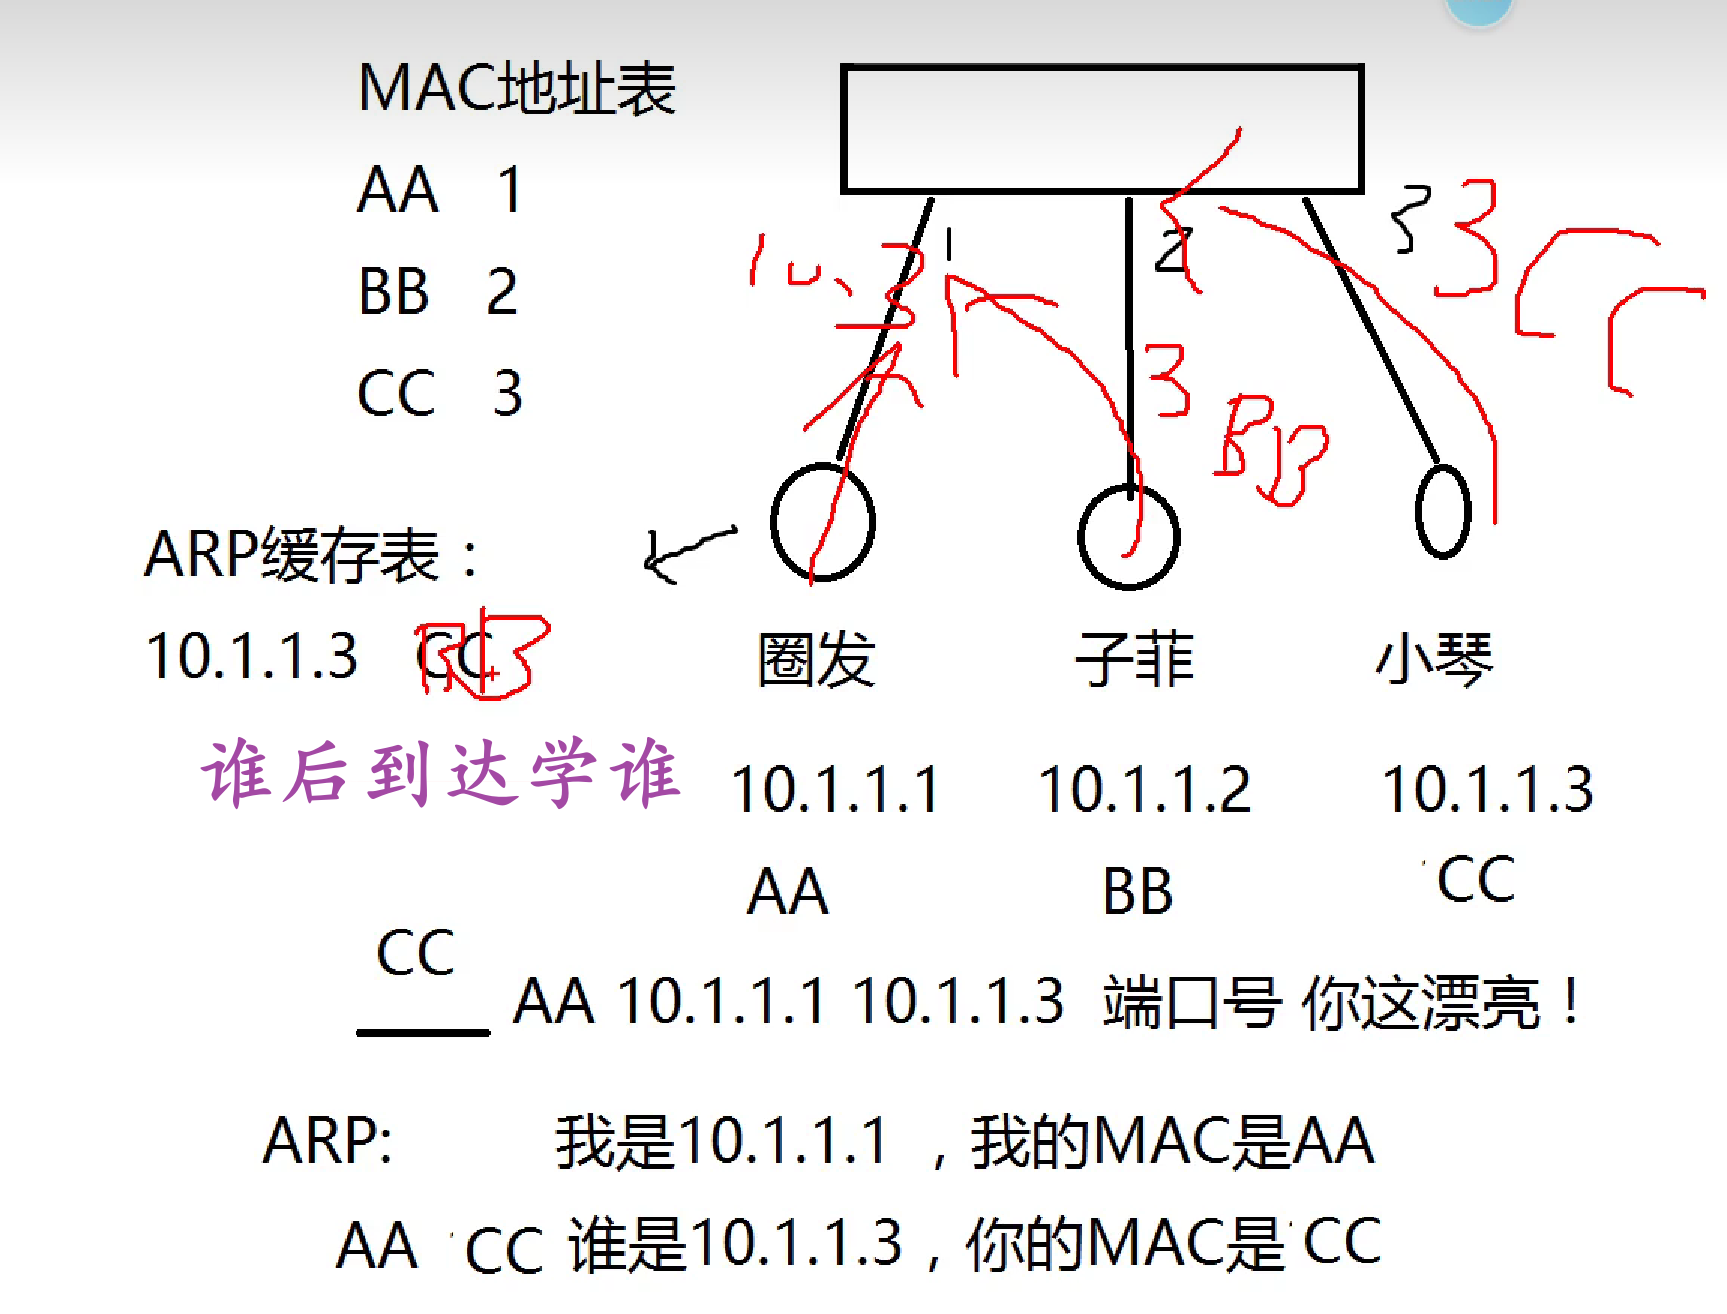 MAC地址表
AA 1
BB 2
CC 3
1
2
3
3
10.3
3
BB
CC
ARP缓存表：
10.1.1.3 CC
BB
圈发 子菲 小琴
谁后到达学谁
10.1.1.1 10.1.1.2 10.1.1.3
AA BB CC
CC
AA 10.1.1.1 10.1.1.3 端口号 你这漂亮！
ARP: 我是10.1.1.1 ，我的MAC是AA
AA CC 谁是10.1.1.3，你的MAC是 CC